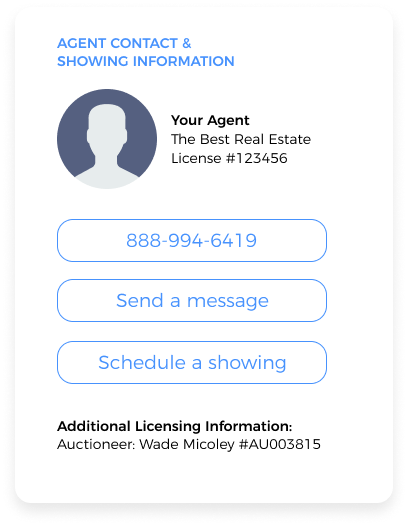 AGENT CONTACT &
SHOWING INFORMATION
Your Agent
The Best Real Estate
License #123456
888-994-6419
Send a message
Schedule a showing
Additional Licensing Information:
Auctioneer: Wade Micoley #AU003815